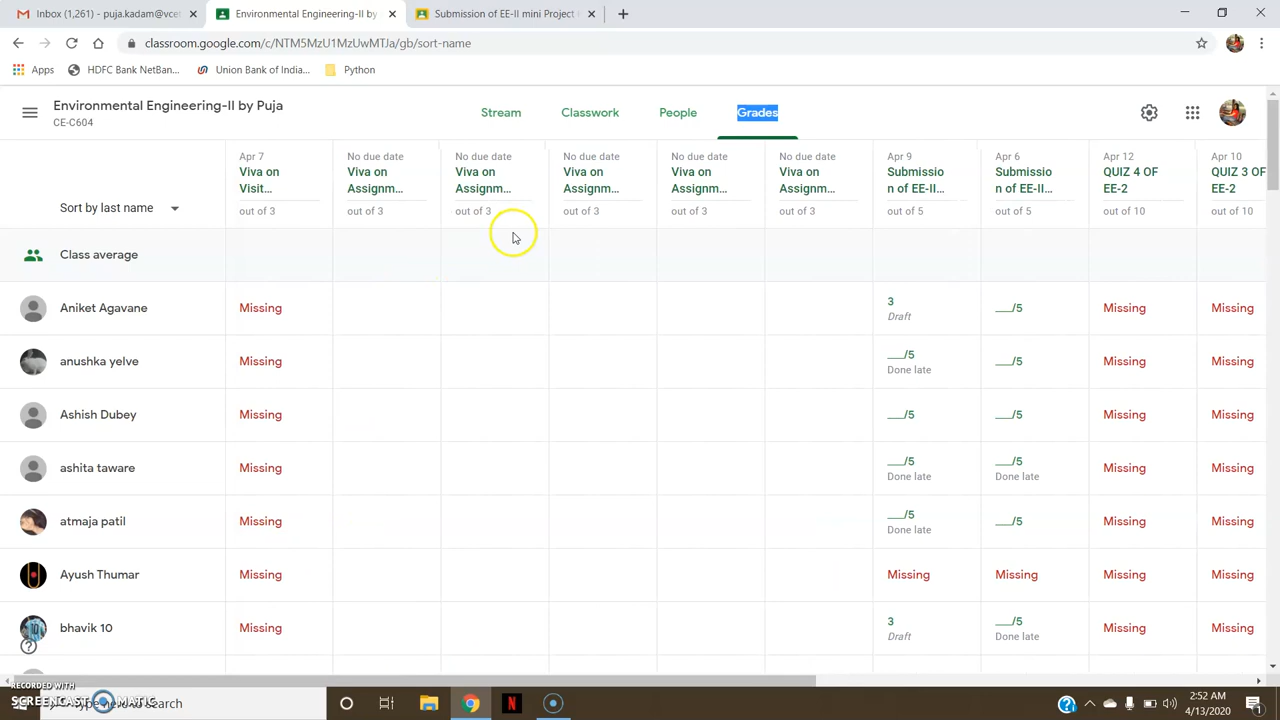 Inbox (1,261) - puja.kadam@vcet
Environmental Engineering-II by
Submission of EE-II mini Project
classroom.google.com/c/NTM5MzU1MzUwMTJa/gb/sort-name
Apps HDFC Bank NetBan... Union Bank of India... Python
Environmental Engineering-II by Puja
CE-C604
Stream Classwork People Grades
Apr 7 No due date No due date No due date No due date No due date Apr 9 Apr 6 Apr 12 Apr 10
Viva on Viva on Viva on Viva on Viva on Viva on Submissio Submissio QUIZ 4 OF QUIZ 3 OF
Visit... Assignm... Assignm... Assignm... Assignm... Assignm... n of EE-II... n of EE-II... EE-2 EE-2
Sort by last name out of 3 out of 3 out of 3 out of 3 out of 3 out of 3 out of 5 out of 5 out of 10 out of 10
Class average
Aniket Agavane Missing 3 ___/5 Missing Missing
Draft
anushka yelve Missing ___/5 ___/5 Missing Missing
Done late
Ashish Dubey Missing ___/5 ___/5 Missing Missing
ashita taware Missing ___/5 ___/5 Missing Missing
Done late Done late
atmaja patil Missing ___/5 ___/5 Missing Missing
Done late
Ayush Thumar Missing Missing Missing Missing Missing
bhavik 10 Missing 3 ___/5 Missing Missing
Draft Done late
RECORDED WITH
SCREENCAST MATIC
Type here to search
2:52 AM
4/13/2020